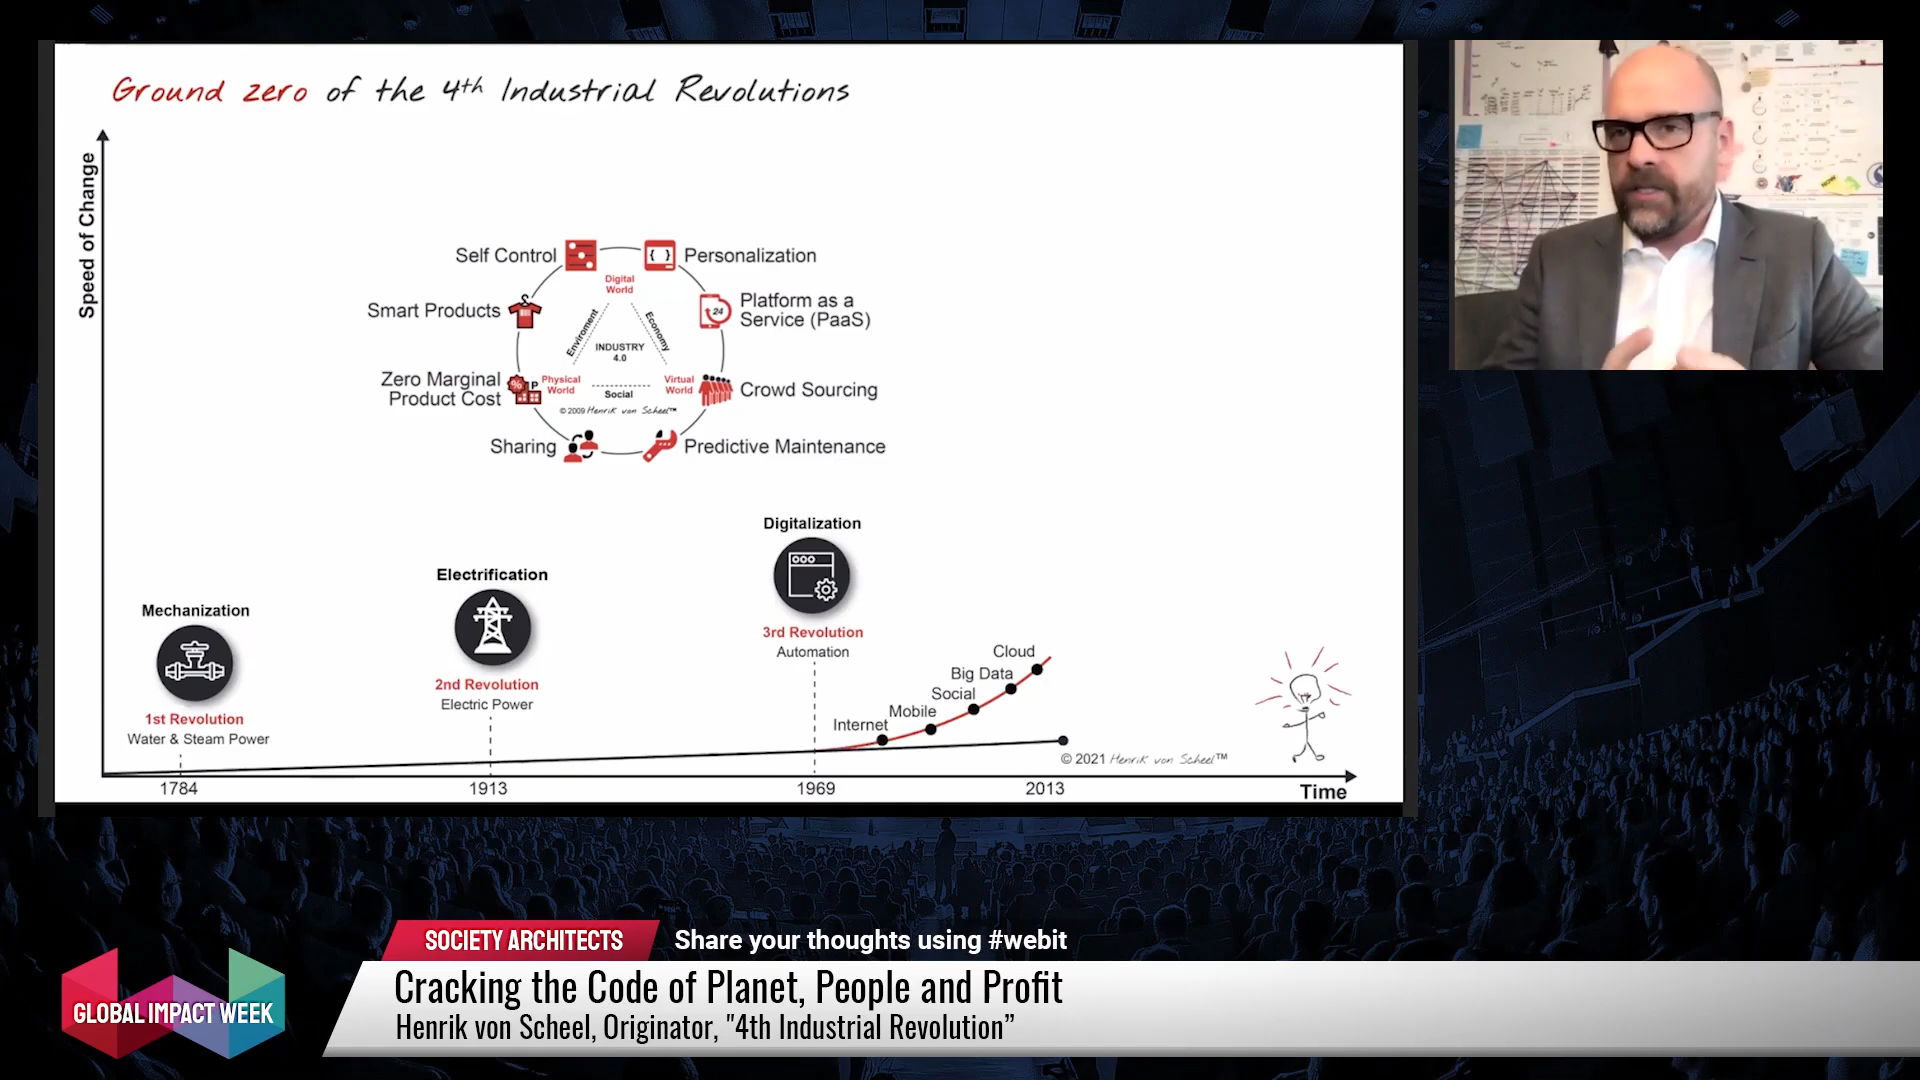 Ground zero of the 4th Industrial Revolutions
Speed of Change
Self Control
Personalization
Digital
World
Smart Products
Platform as a
Service (PaaS)
24
Enviroment
Economy
INDUSTRY
4.0
Zero Marginal
Product Cost
%
P
Physical
World
Virtual
World
Social
Crowd Sourcing
© 2009 Henrik von Scheel™
Sharing
Predictive Maintenance
Digitalization
Electrification
Mechanization
3rd Revolution
Automation
Cloud
Big Data
Social
Mobile
Internet
2nd Revolution
Electric Power
1st Revolution
Water & Steam Power
© 2021 Henrik von Scheel™
1784
1913
1969
2013
Time
NOW
SOCIETY ARCHITECTS
Share your thoughts using #webit
Cracking the Code of Planet, People and Profit
GLOBAL IMPACT WEEK
Henrik von Scheel, Originator, "4th Industrial Revolution”